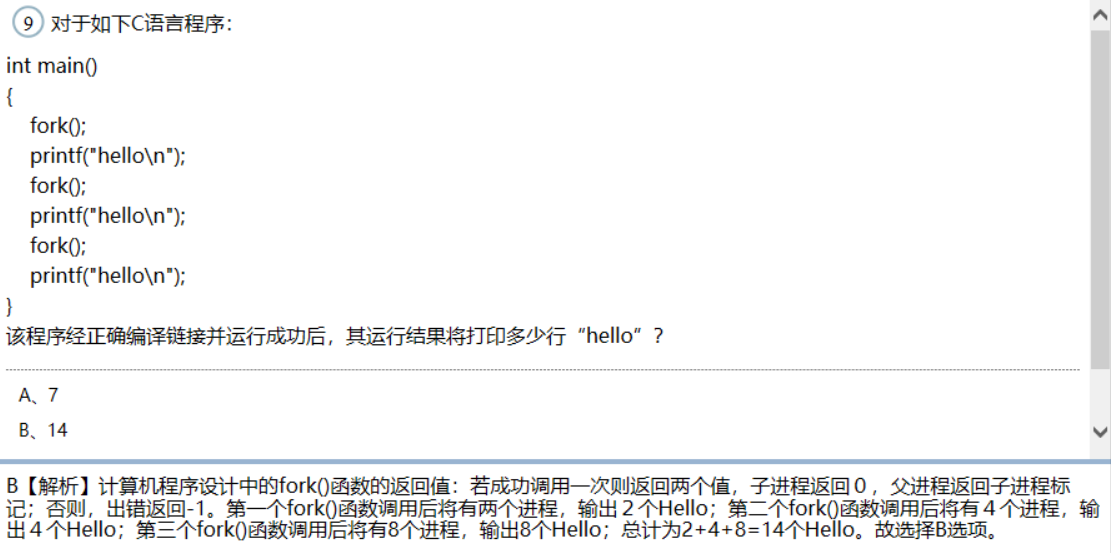 9 对于如下C语言程序：
int main()
{
fork();
printf("hello\n");
fork();
printf("hello\n");
fork();
printf("hello\n");
}
该程序经正确编译链接并运行成功后，其运行结果将打印多少行“hello”？
A、7
B、14
B【解析】计算机程序设计中的fork()函数的返回值：若成功调用一次则返回两个值，子进程返回０，父进程返回子进程标
记；否则，出错返回-1。第一个fork()函数调用后将有两个进程，输出２个Hello；第二个fork()函数调用后将有４个进程，输
出４个Hello；第三个fork()函数调用后将有8个进程，输出8个Hello；总计为2+4+8=14个Hello。故选择B选项。